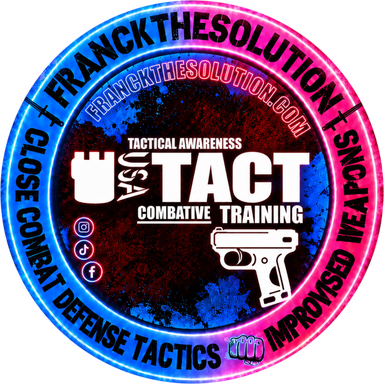 FRANCKTHESOLUTION
FRANCKTHESOLUTION.COM
TACTICAL AWARENESS
USA
TACT
COMBATIVE TRAINING
CLOSE COMBAT DEFENSE TACTICS
IMPROVISED WEAPONS